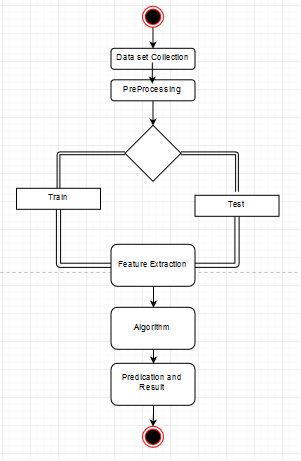 Data set Collection
PreProcessing
Train
Test
Feature Extraction
Algorithm
Predication and
Result